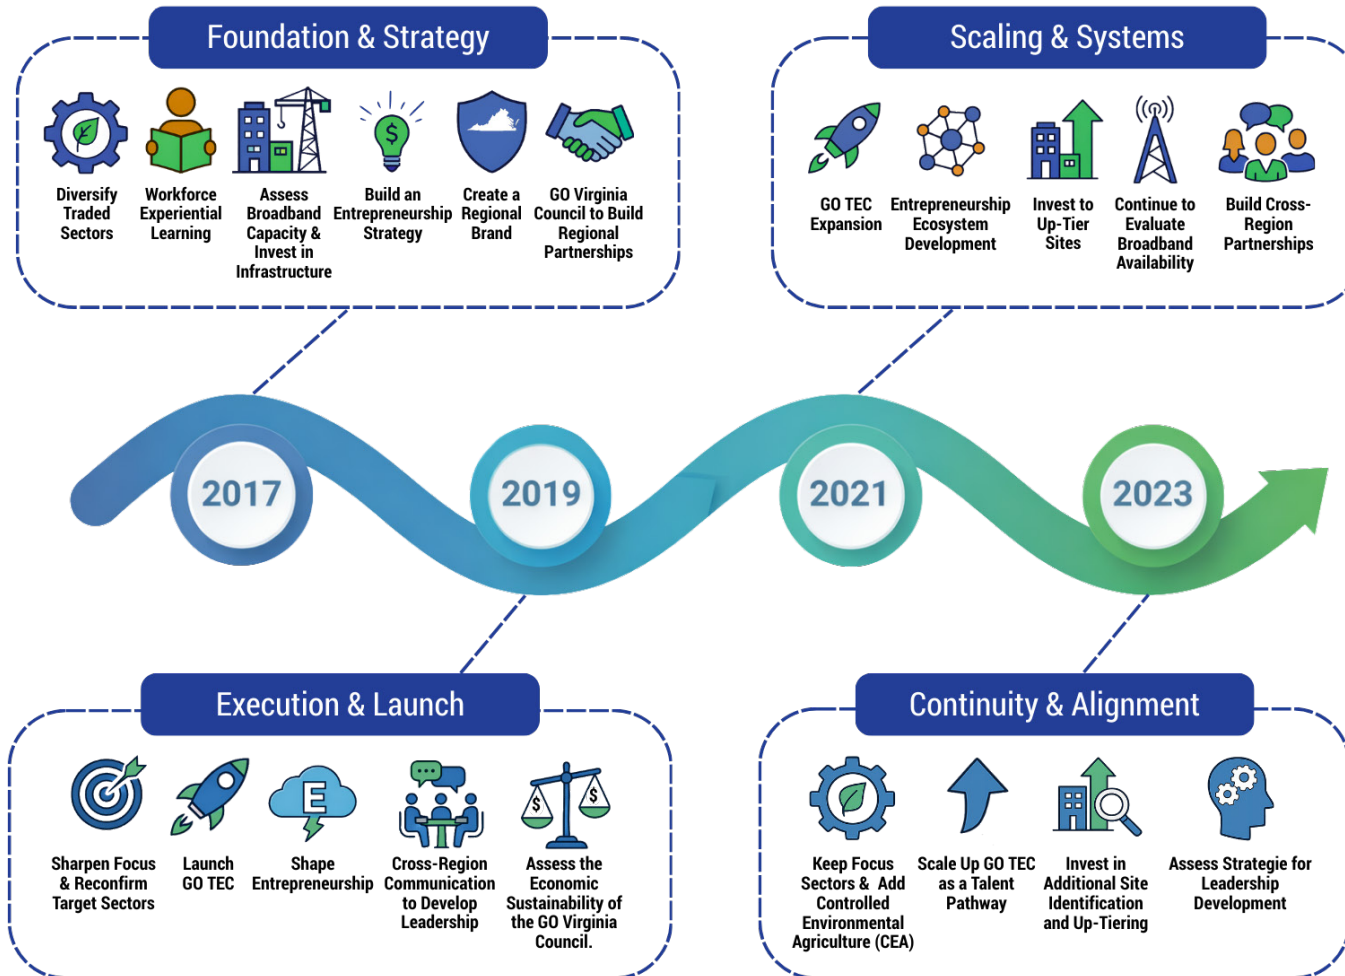 Foundation & Strategy
Diversify
Traded
Sectors
Workforce
Experiential
Learning
Assess
Broadband
Capacity &
Invest in
Infrastructure
Build an
Entrepreneurship
Strategy
$
Create a
Regional
Brand
GO Virginia
Council to Build
Regional
Partnerships
Scaling & Systems
GO TEC
Expansion
Entrepreneurship
Ecosystem
Development
Invest to
Up-Tier
Sites
Continue to
Evaluate
Broadband
Availability
Build Cross-
Region
Partnerships
2017
2019
2021
2023
Execution & Launch
Sharpen Focus
& Reconfirm
Target Sectors
Launch
GO TEC
E
Shape
Entrepreneurship
Cross-Region
Communication
to Develop
Leadership
$
$
Assess the
Economic
Sustainability of
the GO Virginia
Council.
Continuity & Alignment
Keep Focus
Sectors & Add
Controlled
Environmental
Agriculture (CEA)
Scale Up GO TEC
as a Talent
Pathway
Invest in
Additional Site
Identification
and Up-Tiering
Assess Strategie for
Leadership
Development